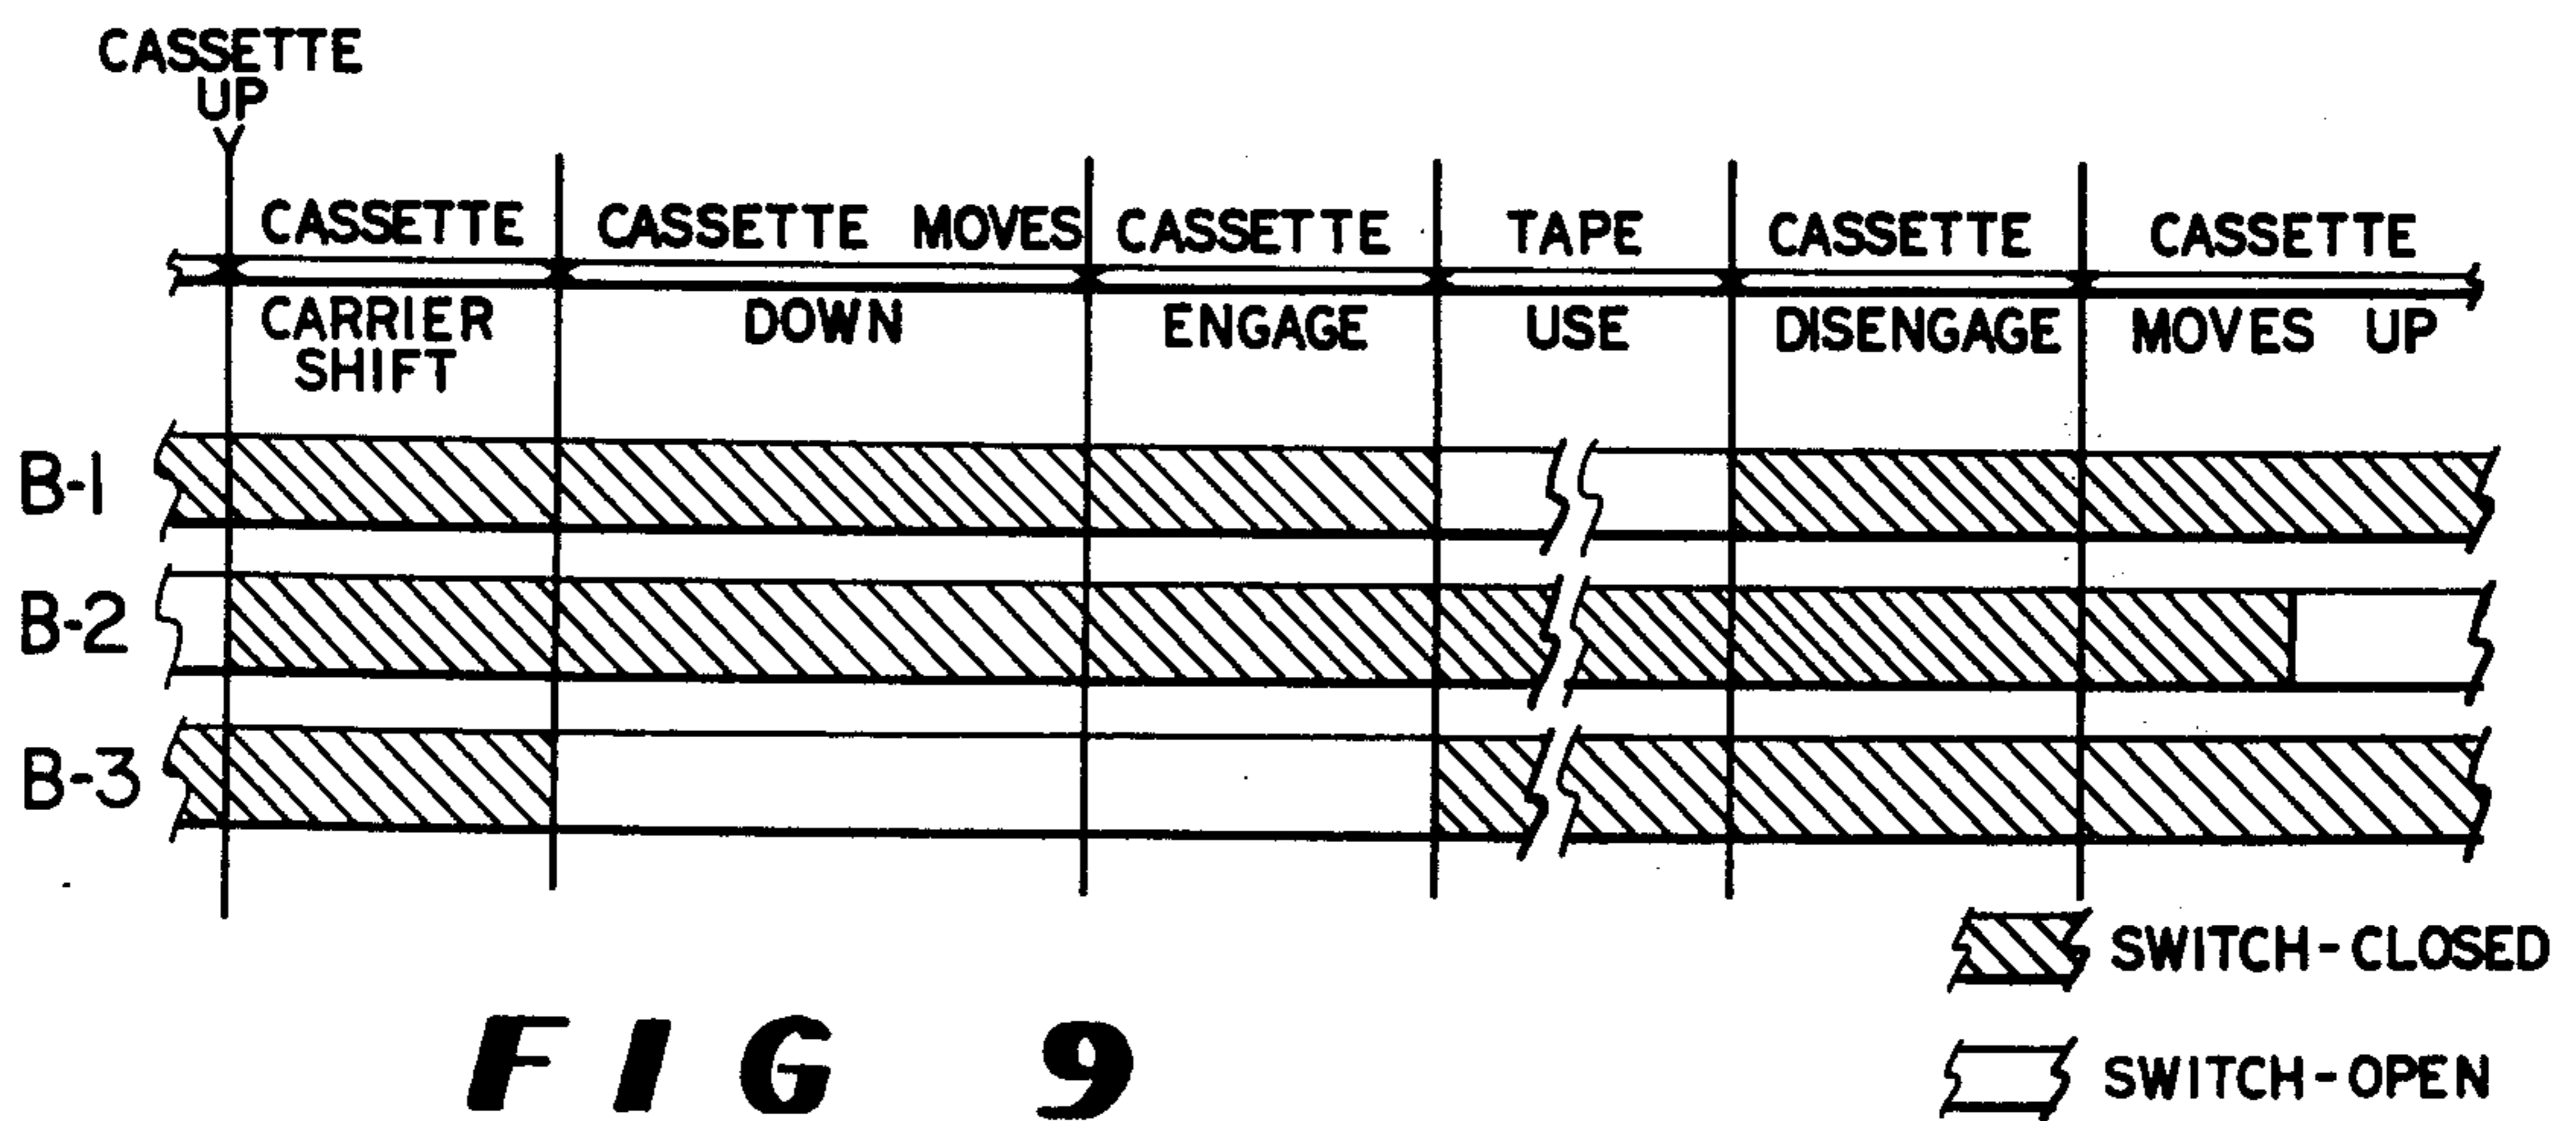 CASSETTE
UP
CASSETTE
CARRIER
SHIFT
CASSETTE MOVES
DOWN
CASSETTE
ENGAGE
TAPE
USE
CASSETTE
DISENGAGE
CASSETTE
MOVES UP
B-1
B-2
B-3
SWITCH-CLOSED
SWITCH-OPEN
FIG 9